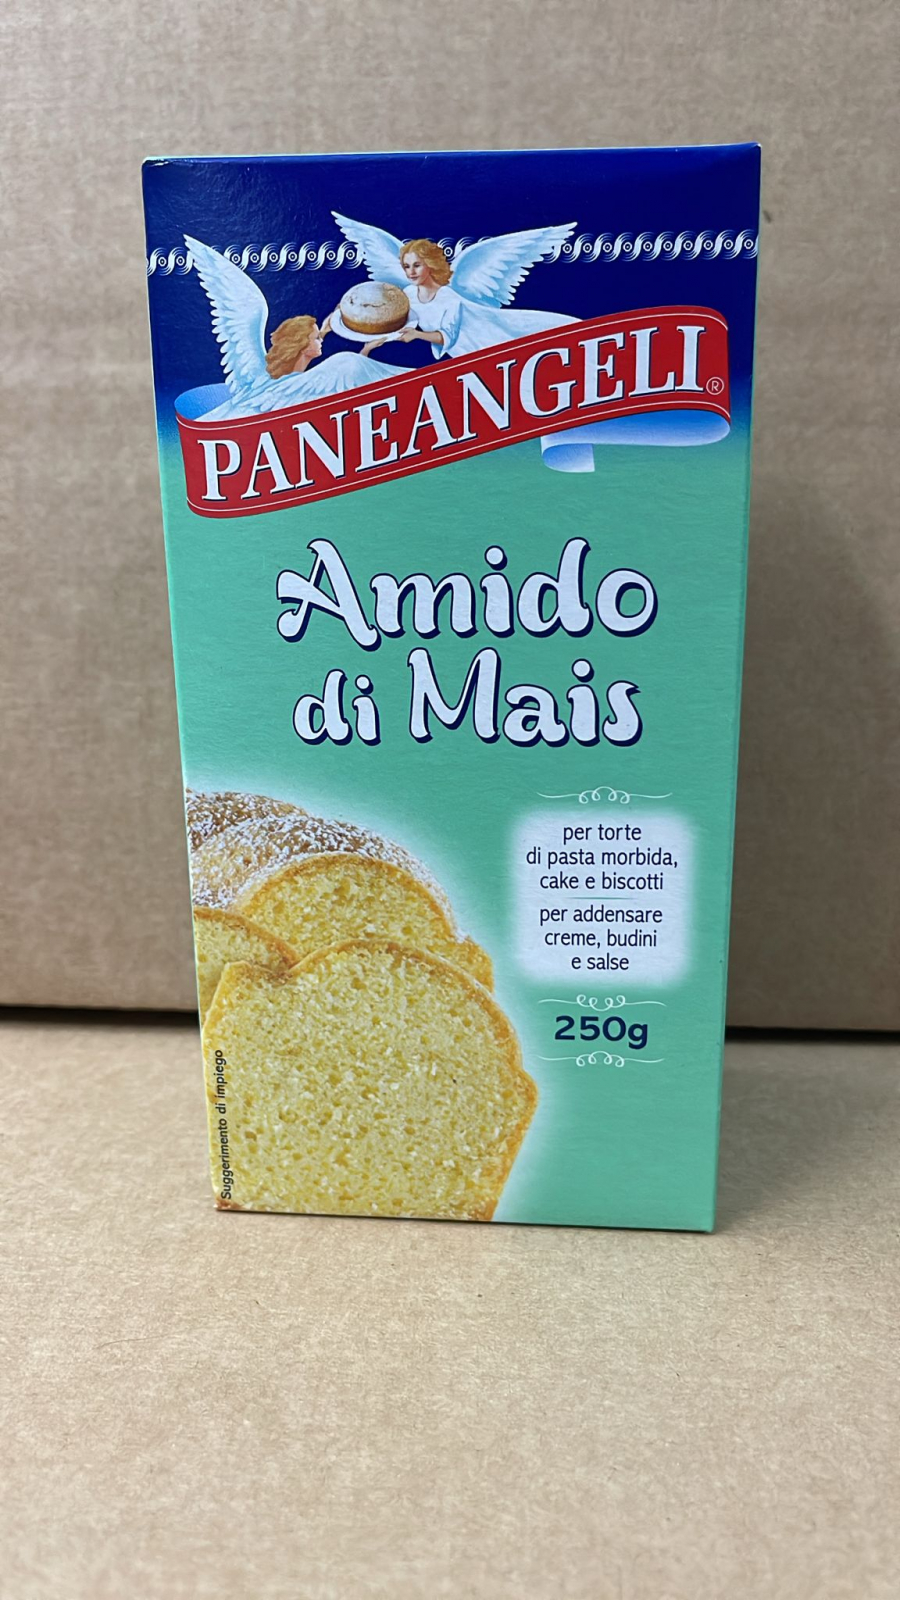 PANEANGELI®
Amido
di Mais
per torte
di pasta morbida,
cake e biscotti
per addensare
creme, budini
e salse
250g
Suggerimento di impiego